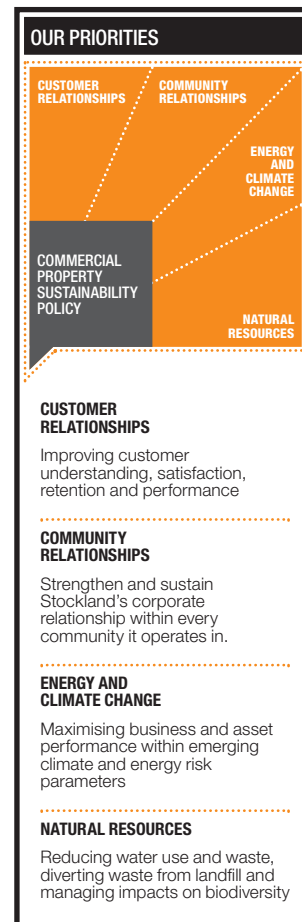 OUR PRIORITIES
CUSTOMER
RELATIONSHIPS
COMMUNITY
RELATIONSHIPS
ENERGY
AND
CLIMATE
CHANGE
COMMERCIAL
PROPERTY
SUSTAINABILITY
POLICY
NATURAL
RESOURCES
CUSTOMER
RELATIONSHIPS
Improving customer
understanding, satisfaction,
retention and performance
COMMUNITY
RELATIONSHIPS
Strengthen and sustain
Stockland's corporate
relationship within every
community it operates in.
ENERGY AND
CLIMATE CHANGE
Maximising business and asset
performance within emerging
climate and energy risk
parameters
NATURAL RESOURCES
Reducing water use and waste,
diverting waste from landfill and
managing impacts on biodiversity